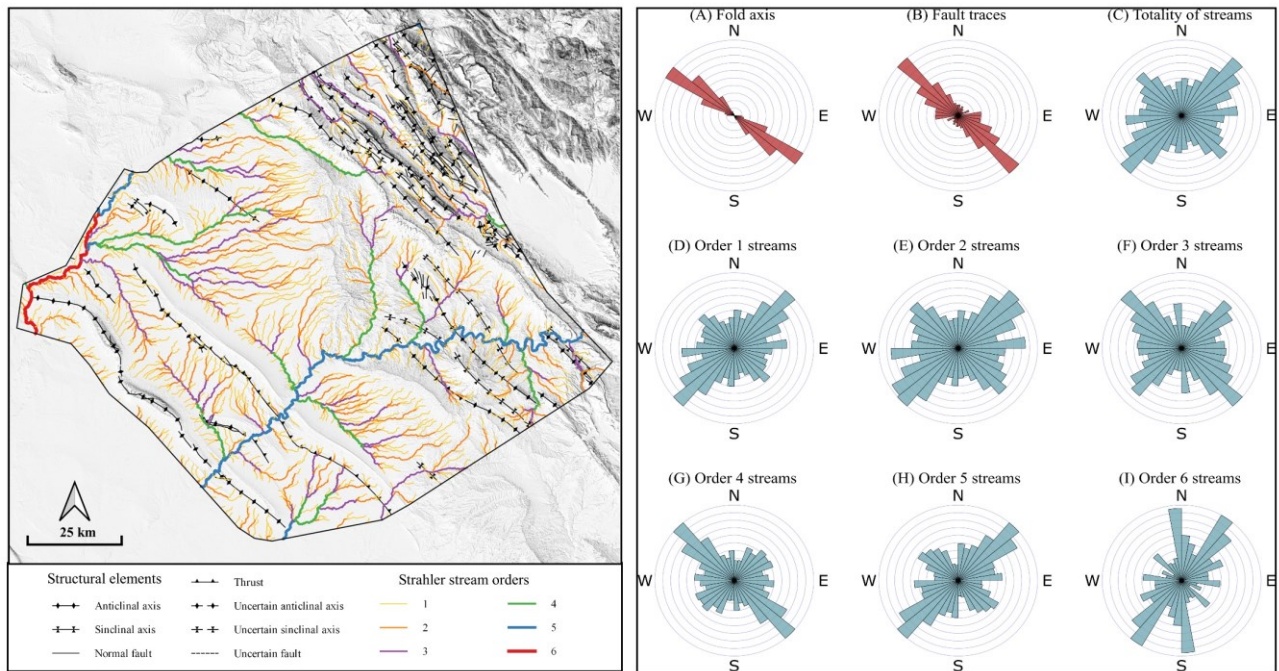 25 km
Structural elements
Anticlinal axis
Sinclinal axis
Normal fault
Thrust
Uncertain anticlinal axis
Uncertain sinclinal axis
Uncertain fault
Strahler stream orders
1
2
3
4
5
6
(A) Fold axis
N
W E
S
(B) Fault traces
N
W E
S
(C) Totality of streams
N
W E
S
(D) Order 1 streams
N
W E
S
(E) Order 2 streams
N
W E
S
(F) Order 3 streams
N
W E
S
(G) Order 4 streams
N
W E
S
(H) Order 5 streams
N
W E
S
(I) Order 6 streams
N
W E
S